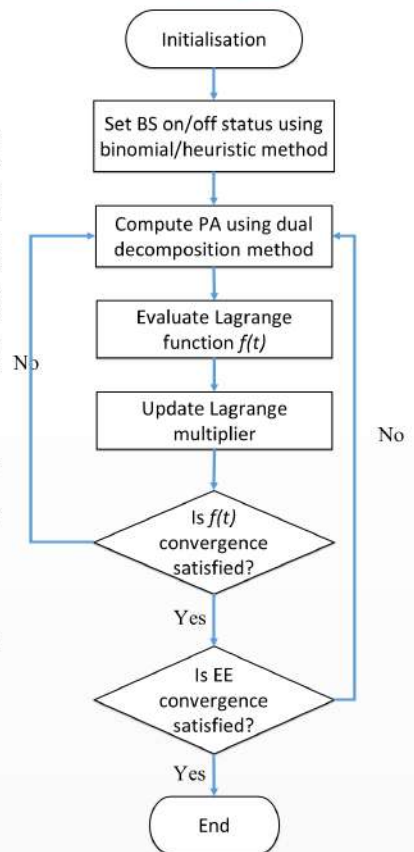 Initialisation
Set BS on/off status using
binomial/heuristic method
Compute PA using dual
decomposition method
Evaluate Lagrange
function f(t)
No
Update Lagrange
multiplier
No
Is f(t)
convergence
satisfied?
Yes
Is EE
convergence
satisfied?
Yes
End